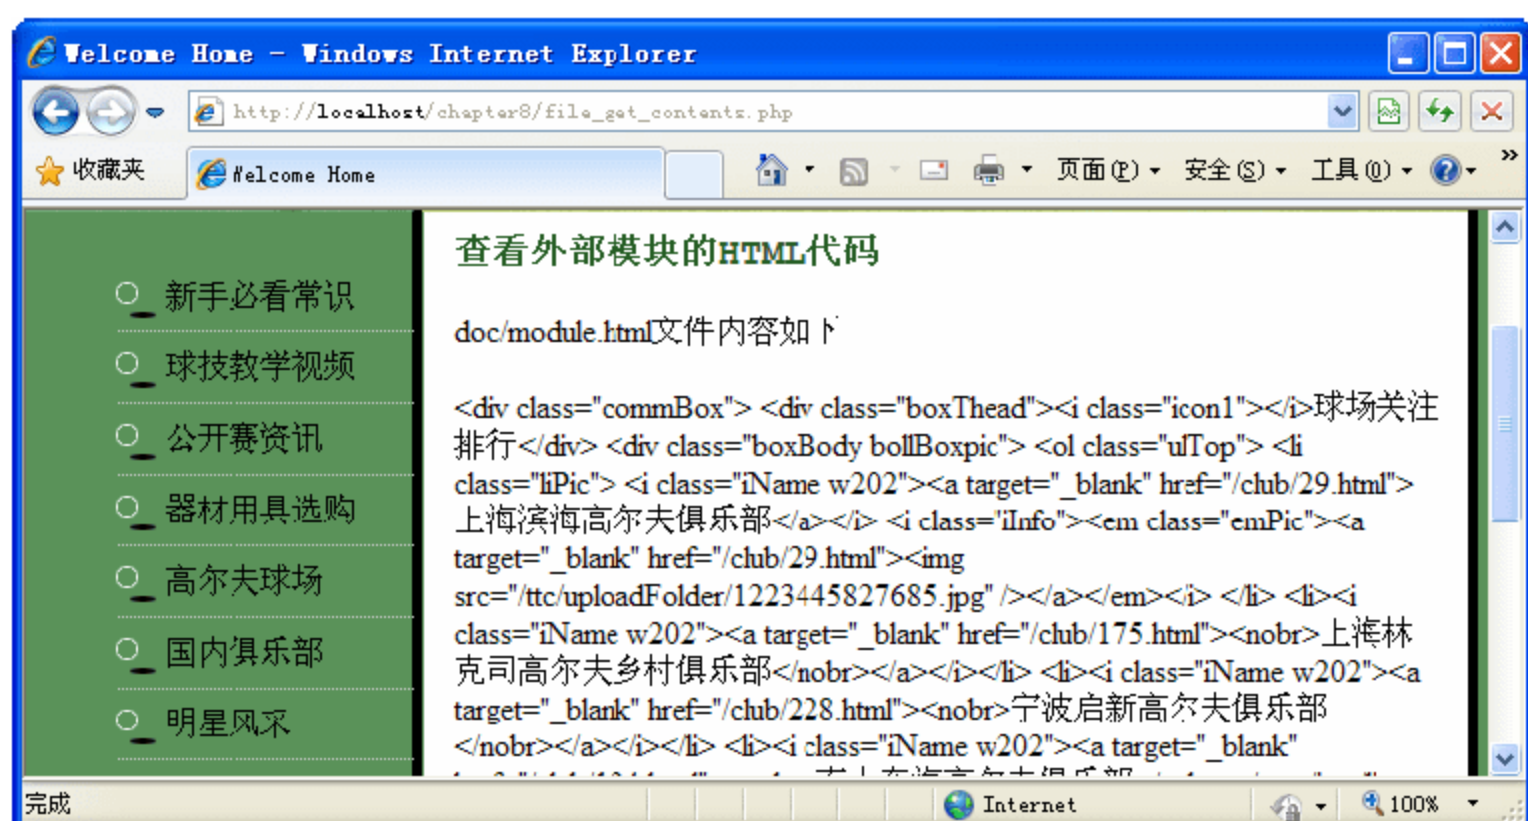 Welcome Home - Windows Internet Explorer
http://localhost/chapter8/file_get_contents.php
收藏夹
Welcome Home
页面(P)
安全(S)
工具(O)
»
查看外部模块的HTML代码
新手必看常识
球技教学视频
公开赛资讯
器材用具选购
高尔夫球场
国内俱乐部
明星风采
doc/module.html文件内容如下
<div class="commBox"> <div class="boxThead"><i class="icon1"></i>球场关注
排行</div> <div class="boxBody bollBoxpic"> <ol class="ulTop"> <li
class="liPic"> <i class="iName w202"><a target="_blank" href="/club/29.html">
上海滨海高尔夫俱乐部</a></i> <i class="iInfo"><em class="emPic"><a
target="_blank" href="/club/29.html"><img
src="/ttc/uploadFolder/1223445827685.jpg" /></a></em></i> </li> <li><i
class="iName w202"><a target="_blank" href="/club/175.html"><nobr>上海林
克司高尔夫乡村俱乐部</nobr></a></i></li> <li><i class="iName w202"><a
target="_blank" href="/club/228.html"><nobr>宁波启新高尔夫俱乐部
</nobr></a></i></li> <li><i class="iName w202"><a target="_blank"
完成
Internet
100%